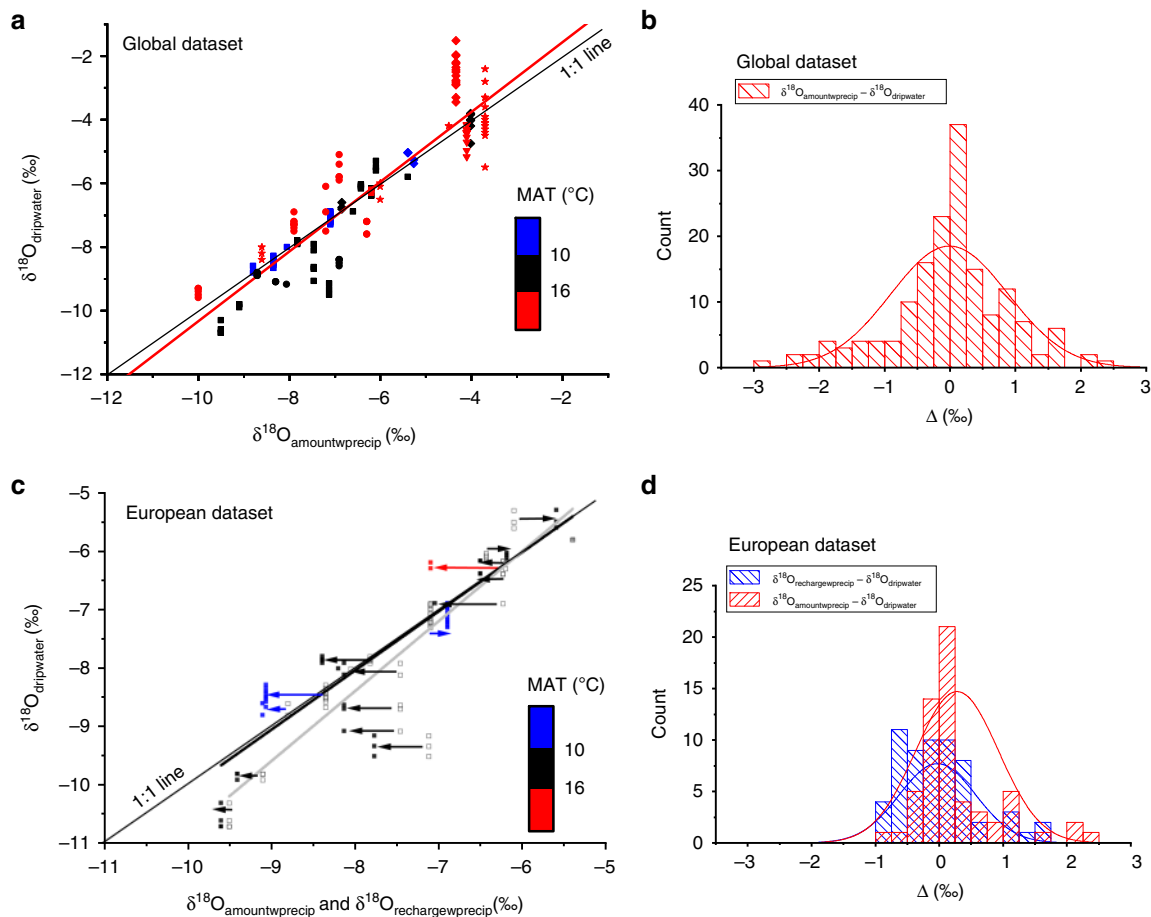 a
Global dataset
1:1 line
MAT (°C)
10
16
−2
−4
−6
−8
−10
−12
δ18Odripwater (‰)
−12
−10
−8
−6
−4
−2
δ18Oamountwprecip (‰)
b
Global dataset
δ18Oamountwprecip − δ18Odripwater
40
30
20
10
0
Count
−3
−2
−1
0
1
2
3
Δ (‰)
c
European dataset
1:1 line
MAT (°C)
10
16
−5
−6
−7
−8
−9
−10
−11
δ18Odripwater (‰)
−11
−10
−9
−8
−7
−6
−5
δ18Oamountwprecip and δ18Orechargewprecip(‰)
d
European dataset
δ18Orechargewprecip − δ18Odripwater
δ18Oamountwprecip − δ18Odripwater
25
20
15
10
5
0
Count
−3
−2
−1
0
1
2
3
Δ (‰)